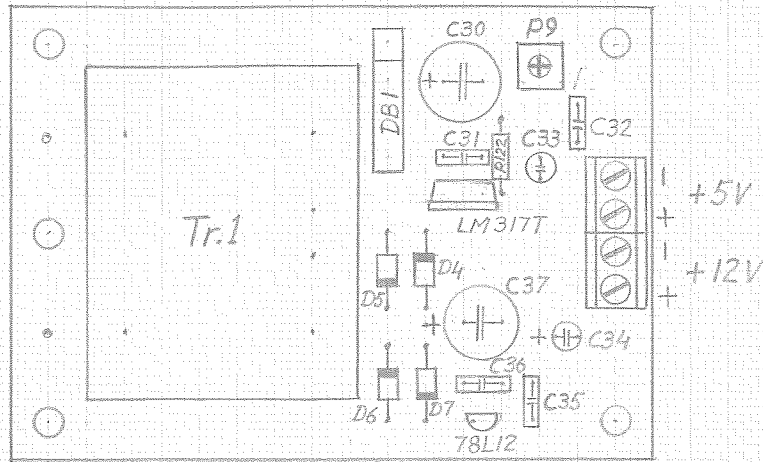 C30
P9
DB1
C31
R122
C33
C32
LM317T
Tr.1
- +5V
+
- +12V
+
D5
D4
C37
+
+
C34
C36
D6
D7
C35
78L12